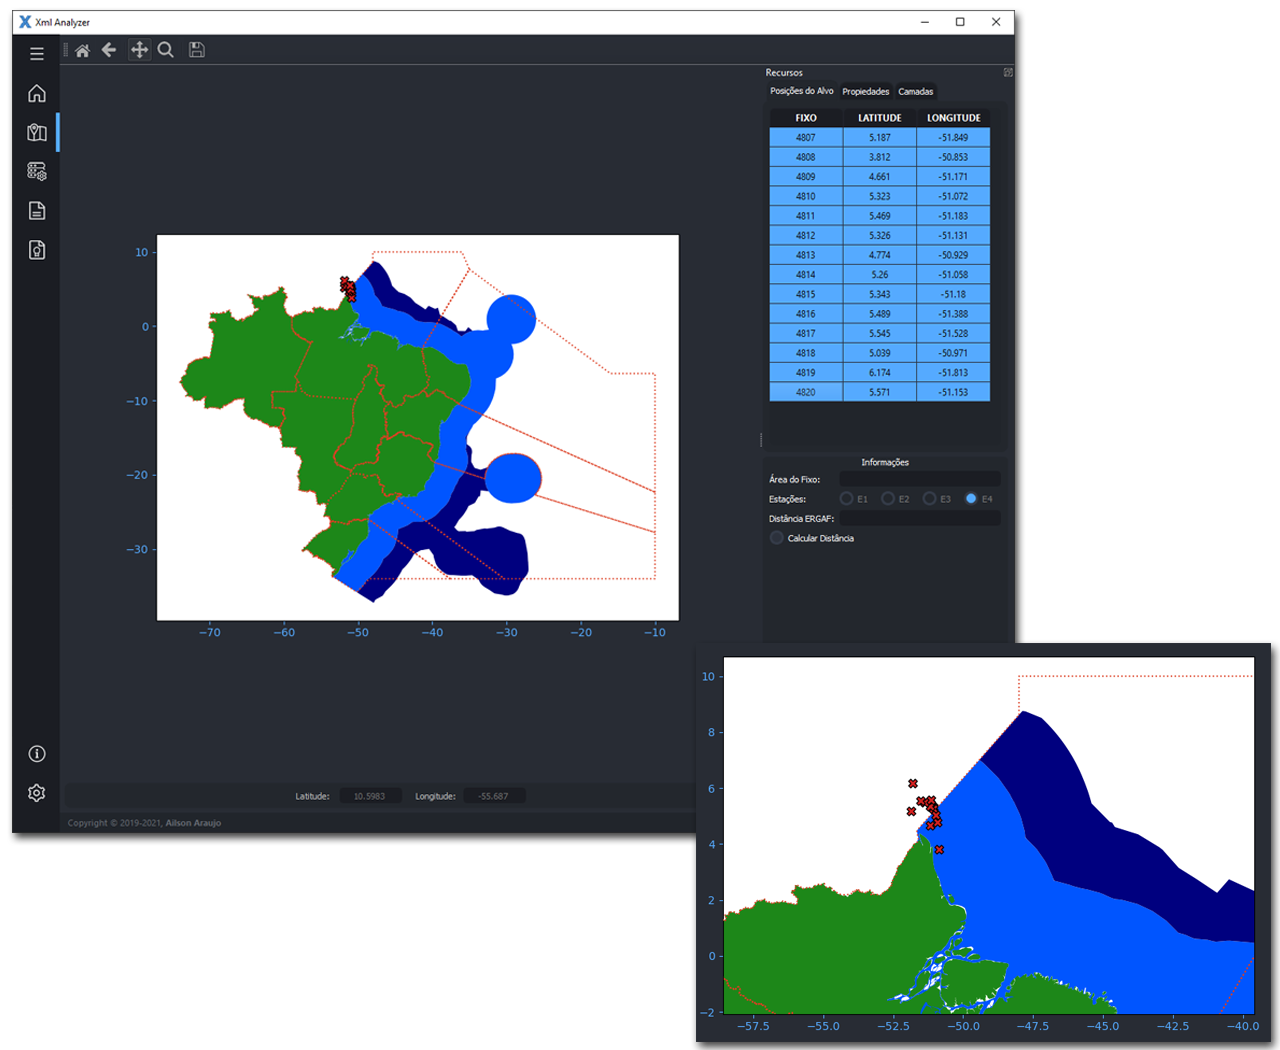 Xml Analyzer
Recursos
Posições do Alvo Propiedades Camadas
FIXO LATITUDE LONGITUDE
4807 5.187 -51.849
4808 3.812 -50.853
4809 4.661 -51.171
4810 5.323 -51.072
4811 5.469 -51.183
4812 5.326 -51.131
4813 4.774 -50.929
4814 5.26 -51.058
4815 5.343 -51.18
4816 5.489 -51.388
4817 5.545 -51.528
4818 5.039 -50.971
4819 6.174 -51.813
4820 5.571 -51.153
10
0
−10
−20
−30
−70 −60 −50 −40 −30 −20 −10
Informações
Área do Fixo:
Estações: E1 E2 E3 E4
Distância ERGAF:
Calcular Distância
Latitude: 10.5983 Longitude: -55.687
Copyright © 2019-2021, Ailson Araujo
10
8
6
4
2
0
−2
−57.5 −55.0 −52.5 −50.0 −47.5 −45.0 −42.5 −40.0